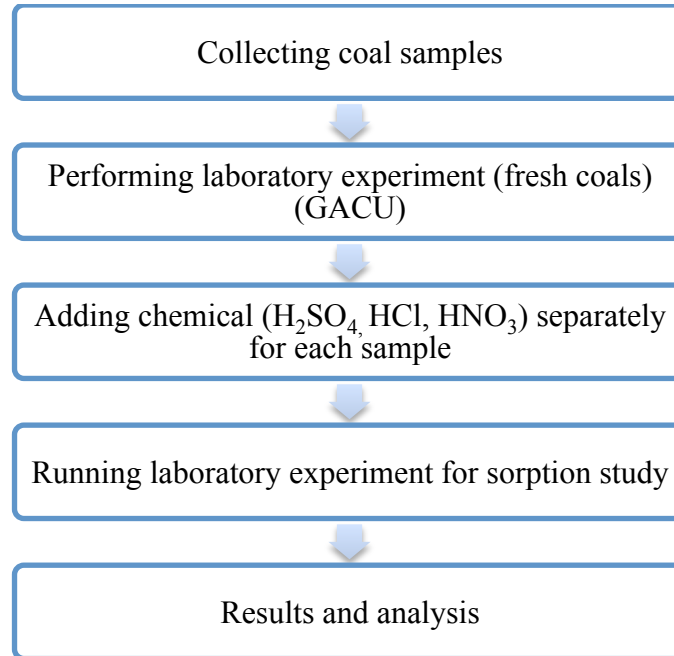 Collecting coal samples
Performing laboratory experiment (fresh coals)
(GACU)
Adding chemical (H₂SO₄, HCl, HNO₃) separately
for each sample
Running laboratory experiment for sorption study
Results and analysis